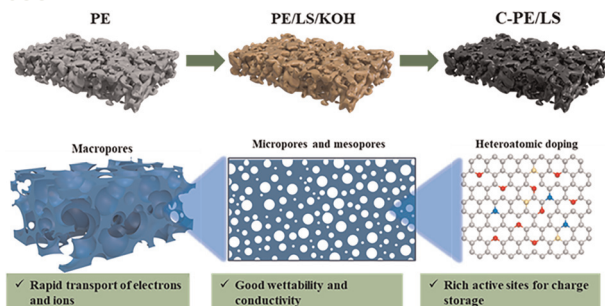 PE
PE/LS/KOH
C-PE/LS
Macropores
Micropores and mesopores
Heteroatomic doping
✓ Rapid transport of electrons
and ions
✓ Good wettability and
conductivity
✓ Rich active sites for charge
storage